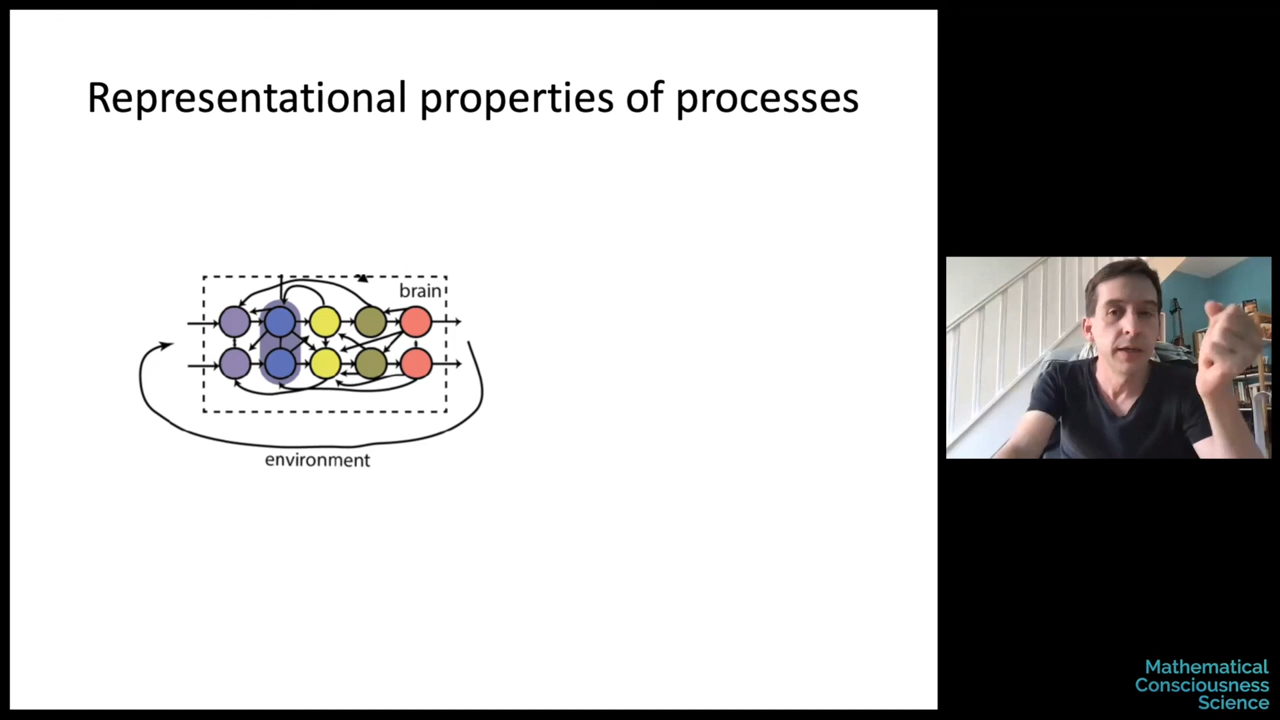 Representational properties of processes
brain
environment
Mathematical
Consciousness
Science